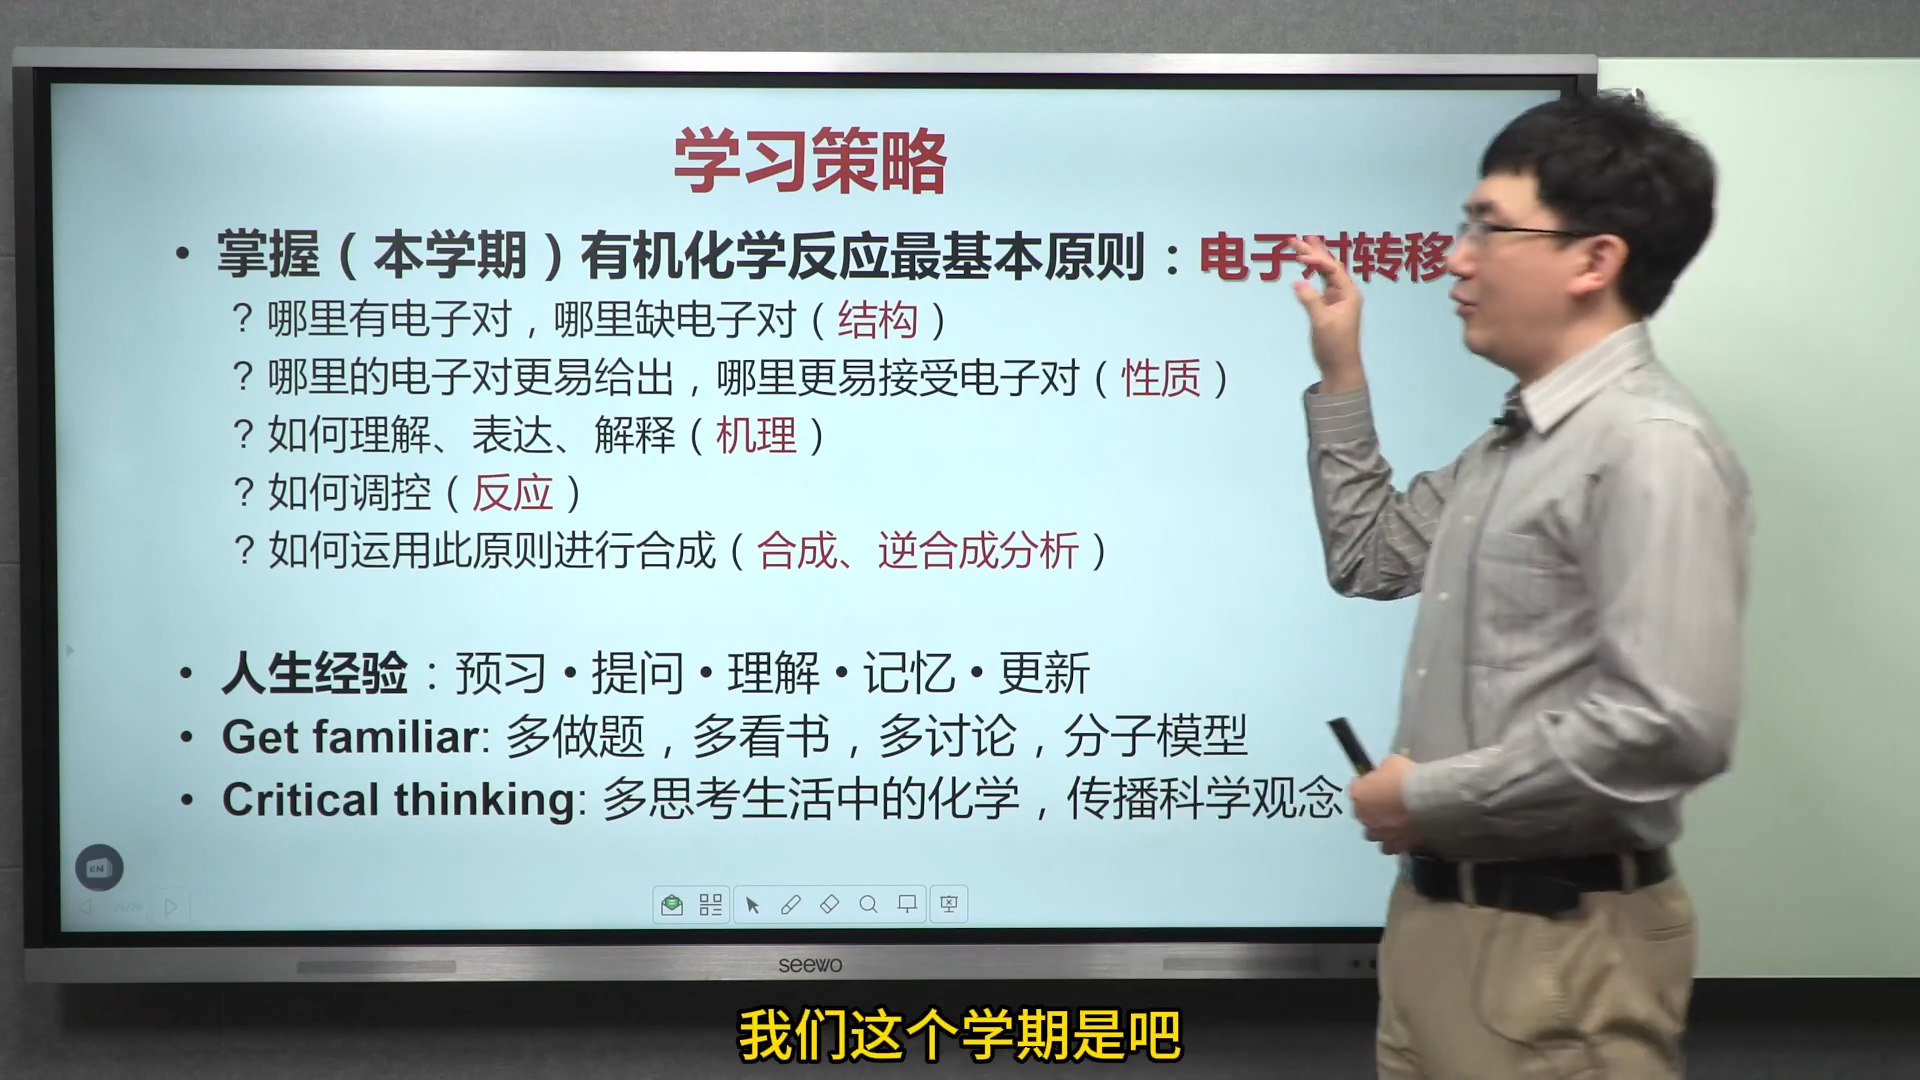 学习策略
• 掌握（本学期）有机化学反应最基本原则：电子对转移
? 哪里有电子对，哪里缺电子对（结构）
? 哪里的电子对更易给出，哪里更易接受电子对（性质）
? 如何理解、表达、解释（机理）
? 如何调控（反应）
? 如何运用此原则进行合成（合成、逆合成分析）
• 人生经验：预习•提问•理解•记忆•更新
• Get familiar: 多做题，多看书，多讨论，分子模型
• Critical thinking: 多思考生活中的化学，传播科学观念
EN
seewo
我们这个学期是吧